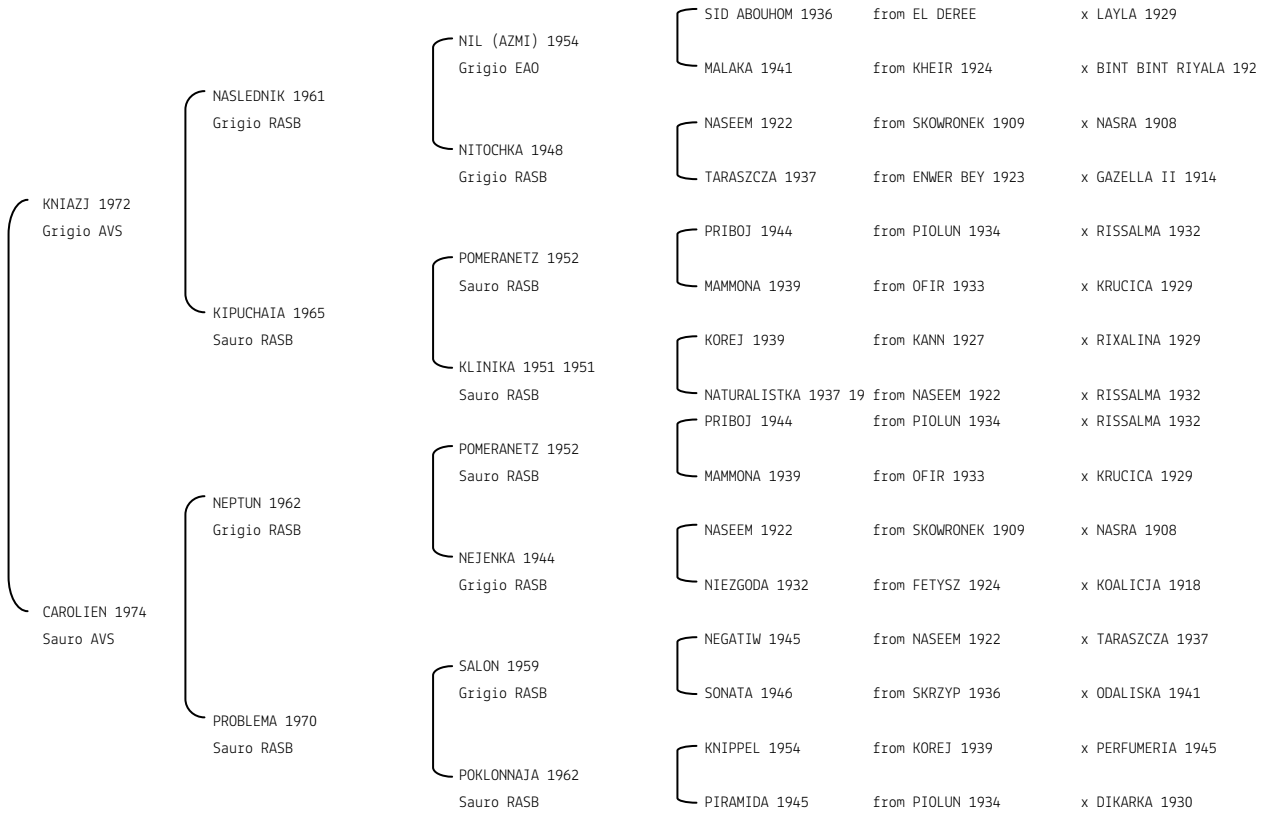 SID ABOUHOM 1936 from EL DEREE x LAYLA 1929
NIL (AZMI) 1954
Grigio EAO
MALAKA 1941 from KHEIR 1924 x BINT BINT RIYALA 192
NASLEDNIK 1961
Grigio RASB
NASEEM 1922 from SKOWRONEK 1909 x NASRA 1908
NITOCHKA 1948
Grigio RASB
TARASZCZA 1937 from ENWER BEY 1923 x GAZELLA II 1914
KNIAZJ 1972
Grigio AVS
PRIBOJ 1944 from PIOLUN 1934 x RISSALMA 1932
POMERANETZ 1952
Sauro RASB
MAMMONA 1939 from OFIR 1933 x KRUCICA 1929
KIPUCHAIA 1965
Sauro RASB
KOREJ 1939 from KANN 1927 x RIXALINA 1929
KLINIKA 1951 1951
Sauro RASB
NATURALISTKA 1937 19 from NASEEM 1922 x RISSALMA 1932
PRIBOJ 1944 from PIOLUN 1934 x RISSALMA 1932
POMERANETZ 1952
Sauro RASB
MAMMONA 1939 from OFIR 1933 x KRUCICA 1929
NEPTUN 1962
Grigio RASB
NASEEM 1922 from SKOWRONEK 1909 x NASRA 1908
NEJENKA 1944
Grigio RASB
NIEZGODA 1932 from FETYSZ 1924 x KOALICJA 1918
CAROLIEN 1974
Sauro AVS
NEGATIW 1945 from NASEEM 1922 x TARASZCZA 1937
SALON 1959
Grigio RASB
SONATA 1946 from SKRZYP 1936 x ODALISKA 1941
PROBLEMA 1970
Sauro RASB
KNIPPEL 1954 from KOREJ 1939 x PERFUMERIA 1945
POKLONNAJA 1962
Sauro RASB
PIRAMIDA 1945 from PIOLUN 1934 x DIKARKA 1930